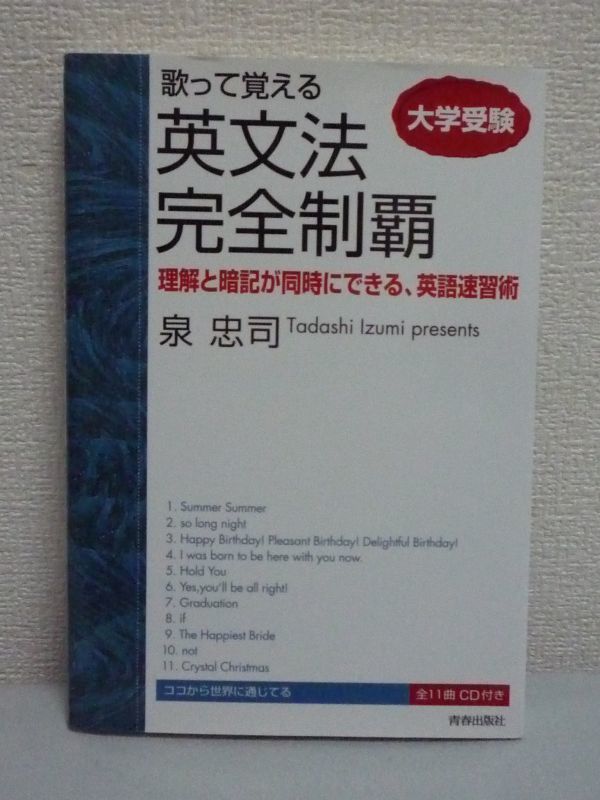 歌って覚える
大学受験
英文法
完全制覇
理解と暗記が同時にできる、英語速習術
泉 忠司 Tadashi Izumi presents
1. Summer Summer
2. so long night
3. Happy Birthday! Pleasant Birthday! Delightful Birthday!
4. I was born to be here with you now.
5. Hold You
6. Yes,you'll be all right!
7. Graduation
8. if
9. The Happiest Bride
10. not
11. Crystal Christmas
ココから世界に通じてる 全11曲 CD付き
青春出版社